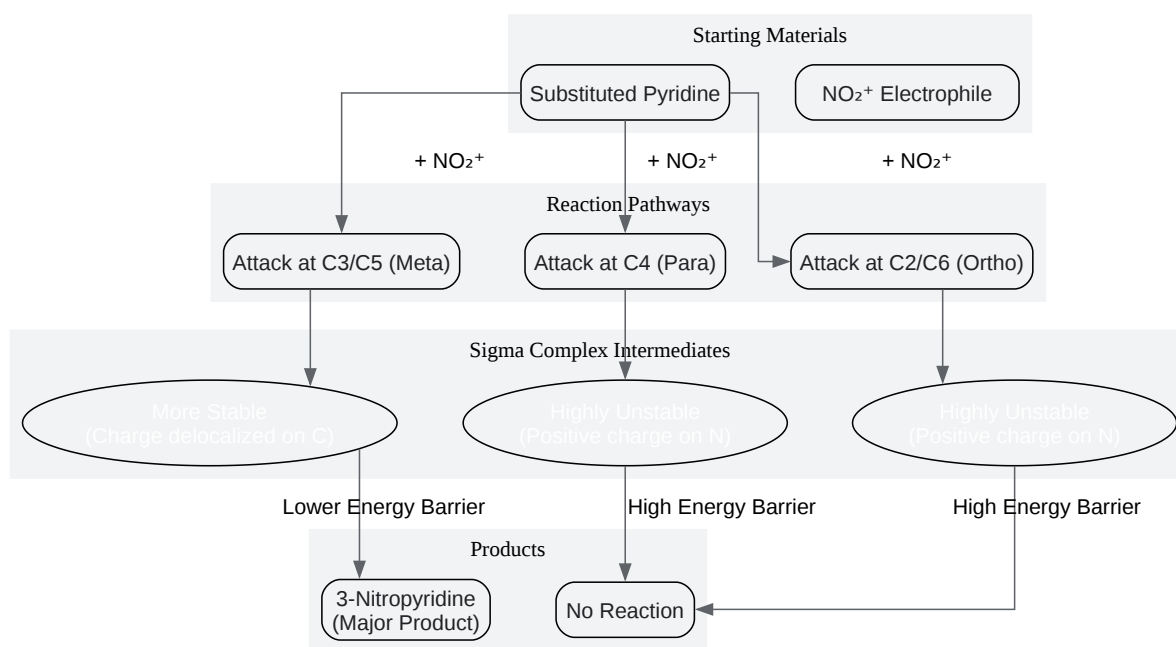 Starting Materials
Substituted Pyridine
NO₂⁺ Electrophile
+ NO₂⁺
+ NO₂⁺
+ NO₂⁺
Reaction Pathways
Attack at C3/C5 (Meta)
Attack at C4 (Para)
Attack at C2/C6 (Ortho)
Sigma Complex Intermediates
More Stable
(Charge delocalized on C)
Highly Unstable
(Positive charge on N)
Highly Unstable
(Positive charge on N)
Lower Energy Barrier
High Energy Barrier
High Energy Barrier
Products
3-Nitropyridine
(Major Product)
No Reaction